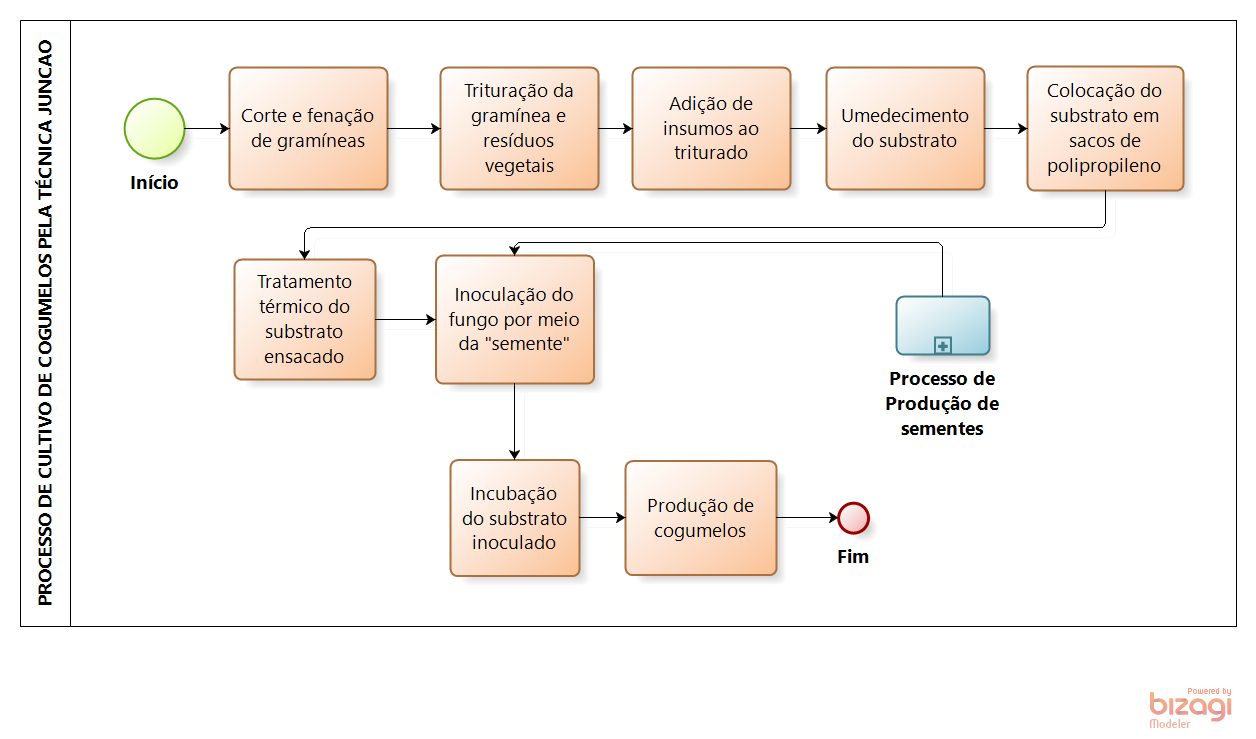 PROCESSO DE CULTIVO DE COGUMELOS PELA TÉCNICA JUNCAO
Início
Corte e fenação
de gramíneas
Trituração da
gramínea e
resíduos
vegetais
Adição de
insumos ao
triturado
Umedecimento
do substrato
Colocação do
substrato em
sacos de
polipropileno
Tratamento
térmico do
substrato
ensacado
Inoculação do
fungo por meio
da "semente"
Processo de
Produção de
sementes
Incubação
do substrato
inoculado
Produção de
cogumelos
Fim
Powered by
bizagi
Modeler